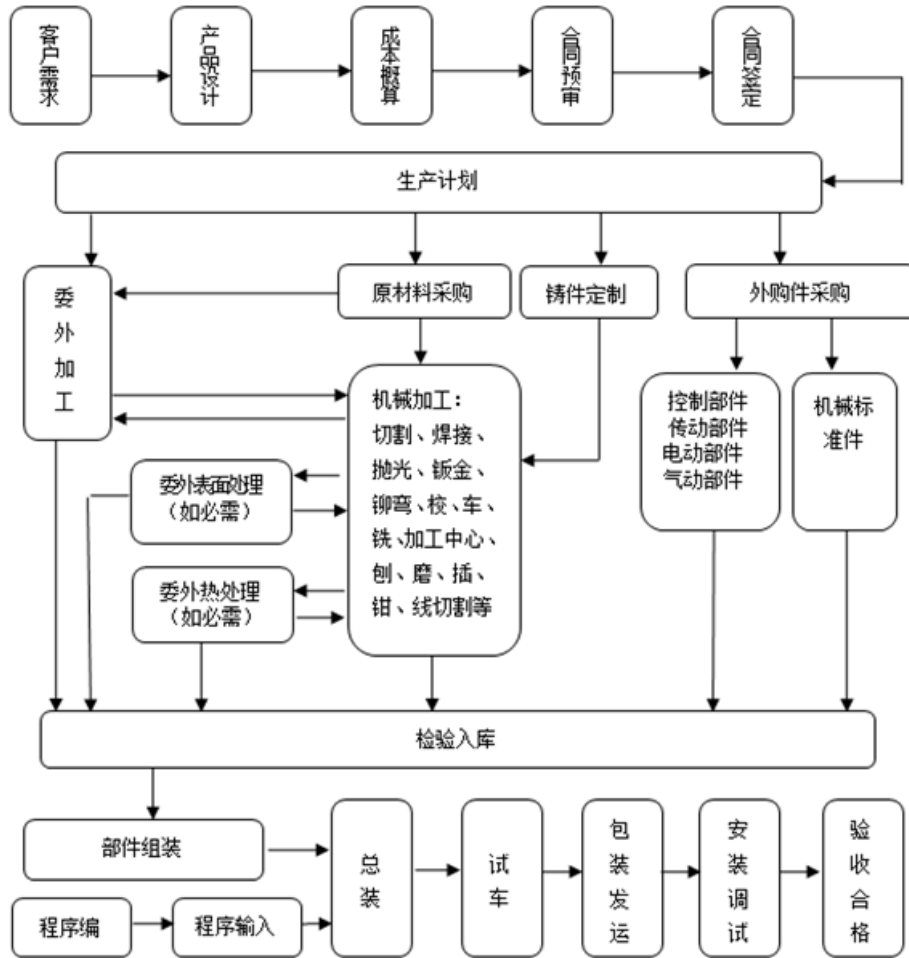 客户需求
产品设计
成本概算
合同预审
合同签定
生产计划
委外加工
原材料采购
铸件定制
外购件采购
机械加工：
切割、焊接、
抛光、钣金、
铆弯、校、车、
铣、加工中心、
刨、磨、插、
钳、线切割等
控制部件
传动部件
电动部件
气动部件
机械标
准件
委外表面处理
（如必需）
委外热处理
（如必需）
检验入库
部件组装
总装
试车
包装发运
安装调试
验收合格
程序编
程序输入